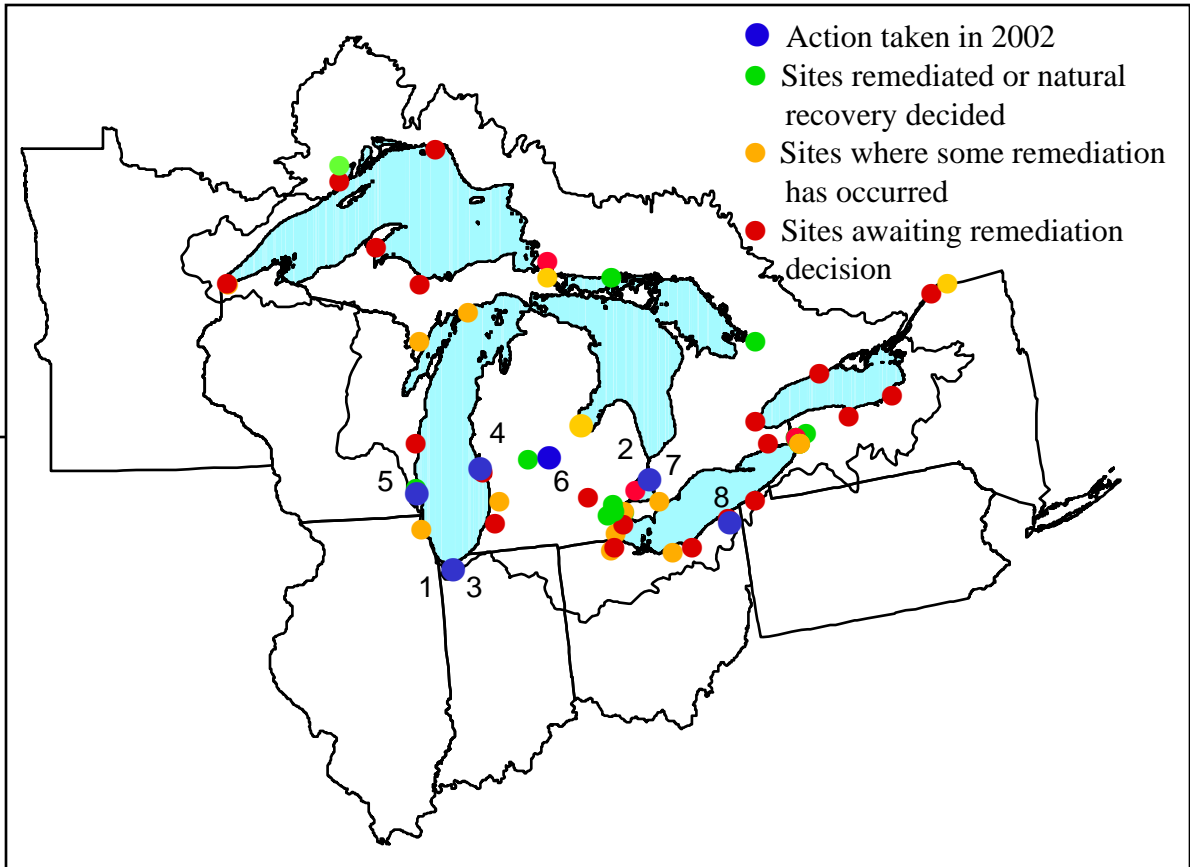 Action taken in 2002
Sites remediated or natural
recovery decided
Sites where some remediation
has occurred
Sites awaiting remediation
decision
4
2
7
5
6
8
1
3